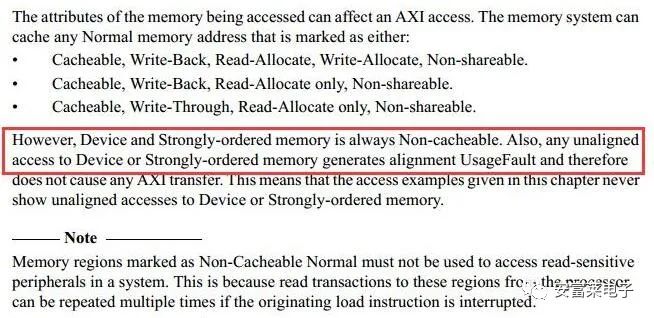 The attributes of the memory being accessed can affect an AXI access. The memory system can
cache any Normal memory address that is marked as either:
• Cacheable, Write-Back, Read-Allocate, Write-Allocate, Non-shareable.
• Cacheable, Write-Back, Read-Allocate only, Non-shareable.
• Cacheable, Write-Through, Read-Allocate only, Non-shareable.
However, Device and Strongly-ordered memory is always Non-cacheable. Also, any unaligned
access to Device or Strongly-ordered memory generates alignment UsageFault and therefore
does not cause any AXI transfer. This means that the access examples given in this chapter never
show unaligned accesses to Device or Strongly-ordered memory.
Note
Memory regions marked as Non-Cacheable Normal must not be used to access read-sensitive
peripherals in a system. This is because read transactions to these regions from the processor
can be repeated multiple times if the originating load instruction is interrupted.
安富莱电子